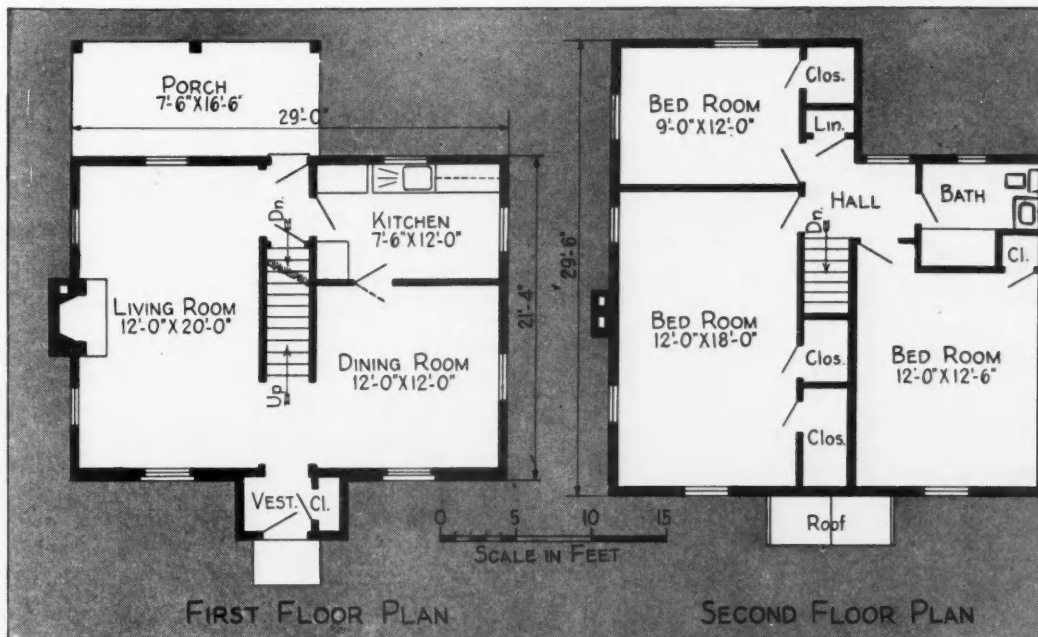 PORCH
7'-6"X16'-6"
29'-0"
Dn.
KITCHEN
7'-6"X12'-0"
LIVING ROOM
12'-0"X20'-0"
21'-4"
DINING ROOM
12'-0"X12'-0"
Up
VEST.
Cl.
FIRST FLOOR PLAN
0 5 10 15
SCALE IN FEET
29'-6"
BED ROOM
9'-0"X12'-0"
Clos.
Lin.
HALL
BATH
Dn.
Cl.
BED ROOM
12'-0"X18'-0"
Clos.
BED ROOM
12'-0"X12'-6"
Clos.
Roof
SECOND FLOOR PLAN